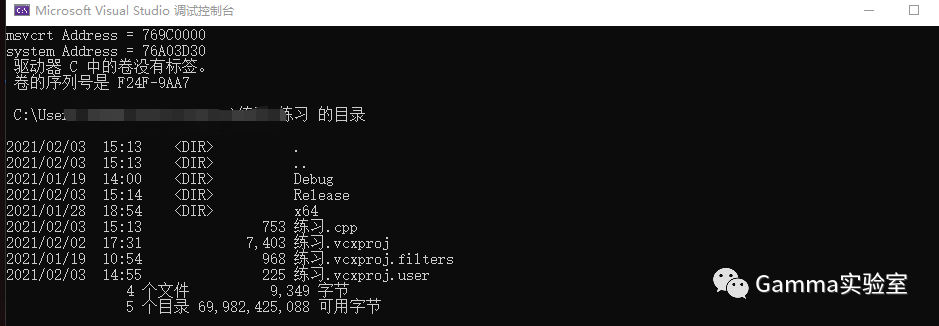 Microsoft Visual Studio 调试控制台
msvcrt Address = 769C0000
system Address = 76A03D30
驱动器 C 中的卷没有标签。
卷的序列号是 F24F-9AA7
C:\User 练习 的目录
2021/02/03  15:13    <DIR>          .
2021/02/03  15:13    <DIR>          ..
2021/01/19  14:00    <DIR>          Debug
2021/02/03  15:14    <DIR>          Release
2021/01/28  18:54    <DIR>          x64
2021/02/03  15:13               753 练习.cpp
2021/02/02  17:31             7,403 练习.vcxproj
2021/01/19  10:54               968 练习.vcxproj.filters
2021/02/03  14:55               225 练习.vcxproj.user
4 个文件          9,349 字节
5 个目录 69,982,425,088 可用字节
Gamma实验室